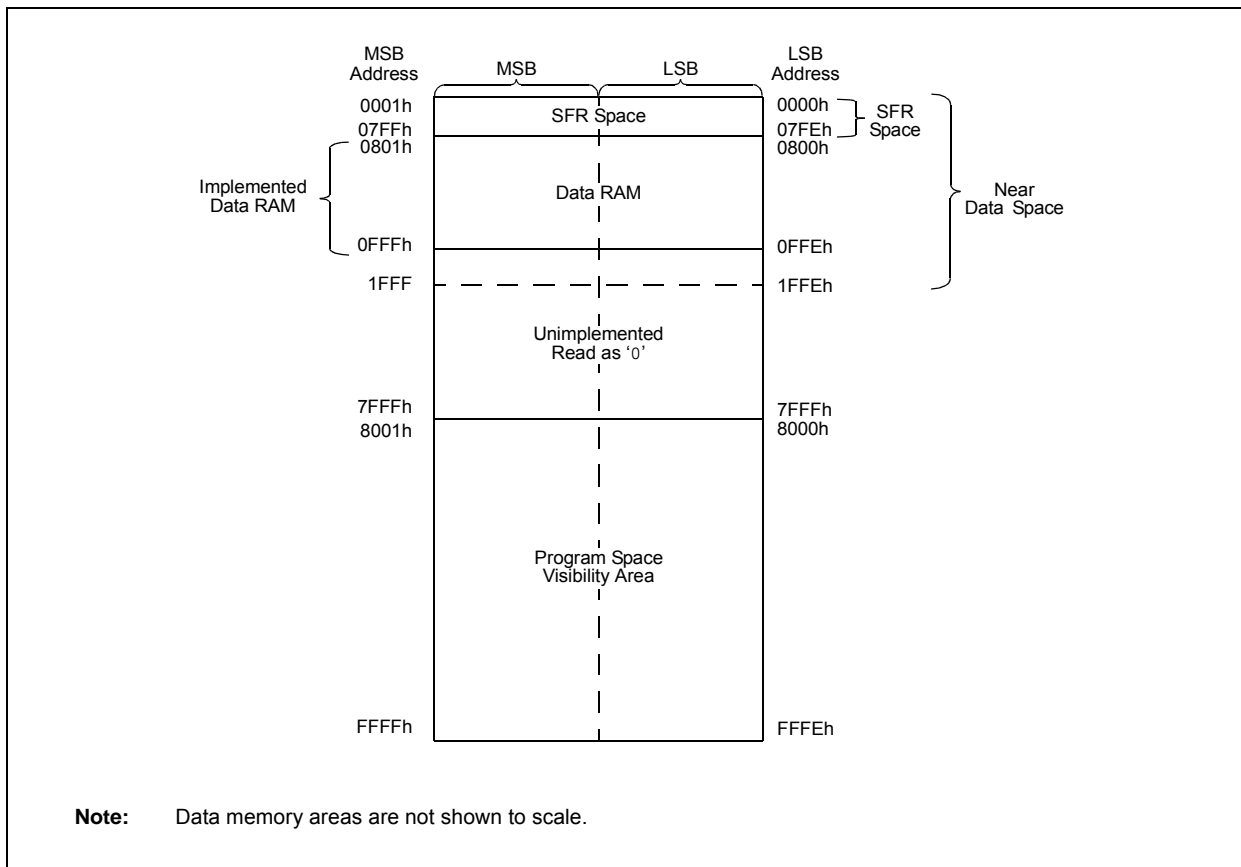 MSB
Address
MSB
LSB
LSB
Address
0001h
SFR Space
0000h
SFR
Space
07FFh
07FEh
0801h
0800h
Implemented
Data RAM
Data RAM
Near
Data Space
0FFFh
0FFEh
1FFF
1FFEh
Unimplemented
Read as ‘0’
7FFFh
7FFFh
8001h
8000h
Program Space
Visibility Area
FFFFh
FFFEh
Note: Data memory areas are not shown to scale.